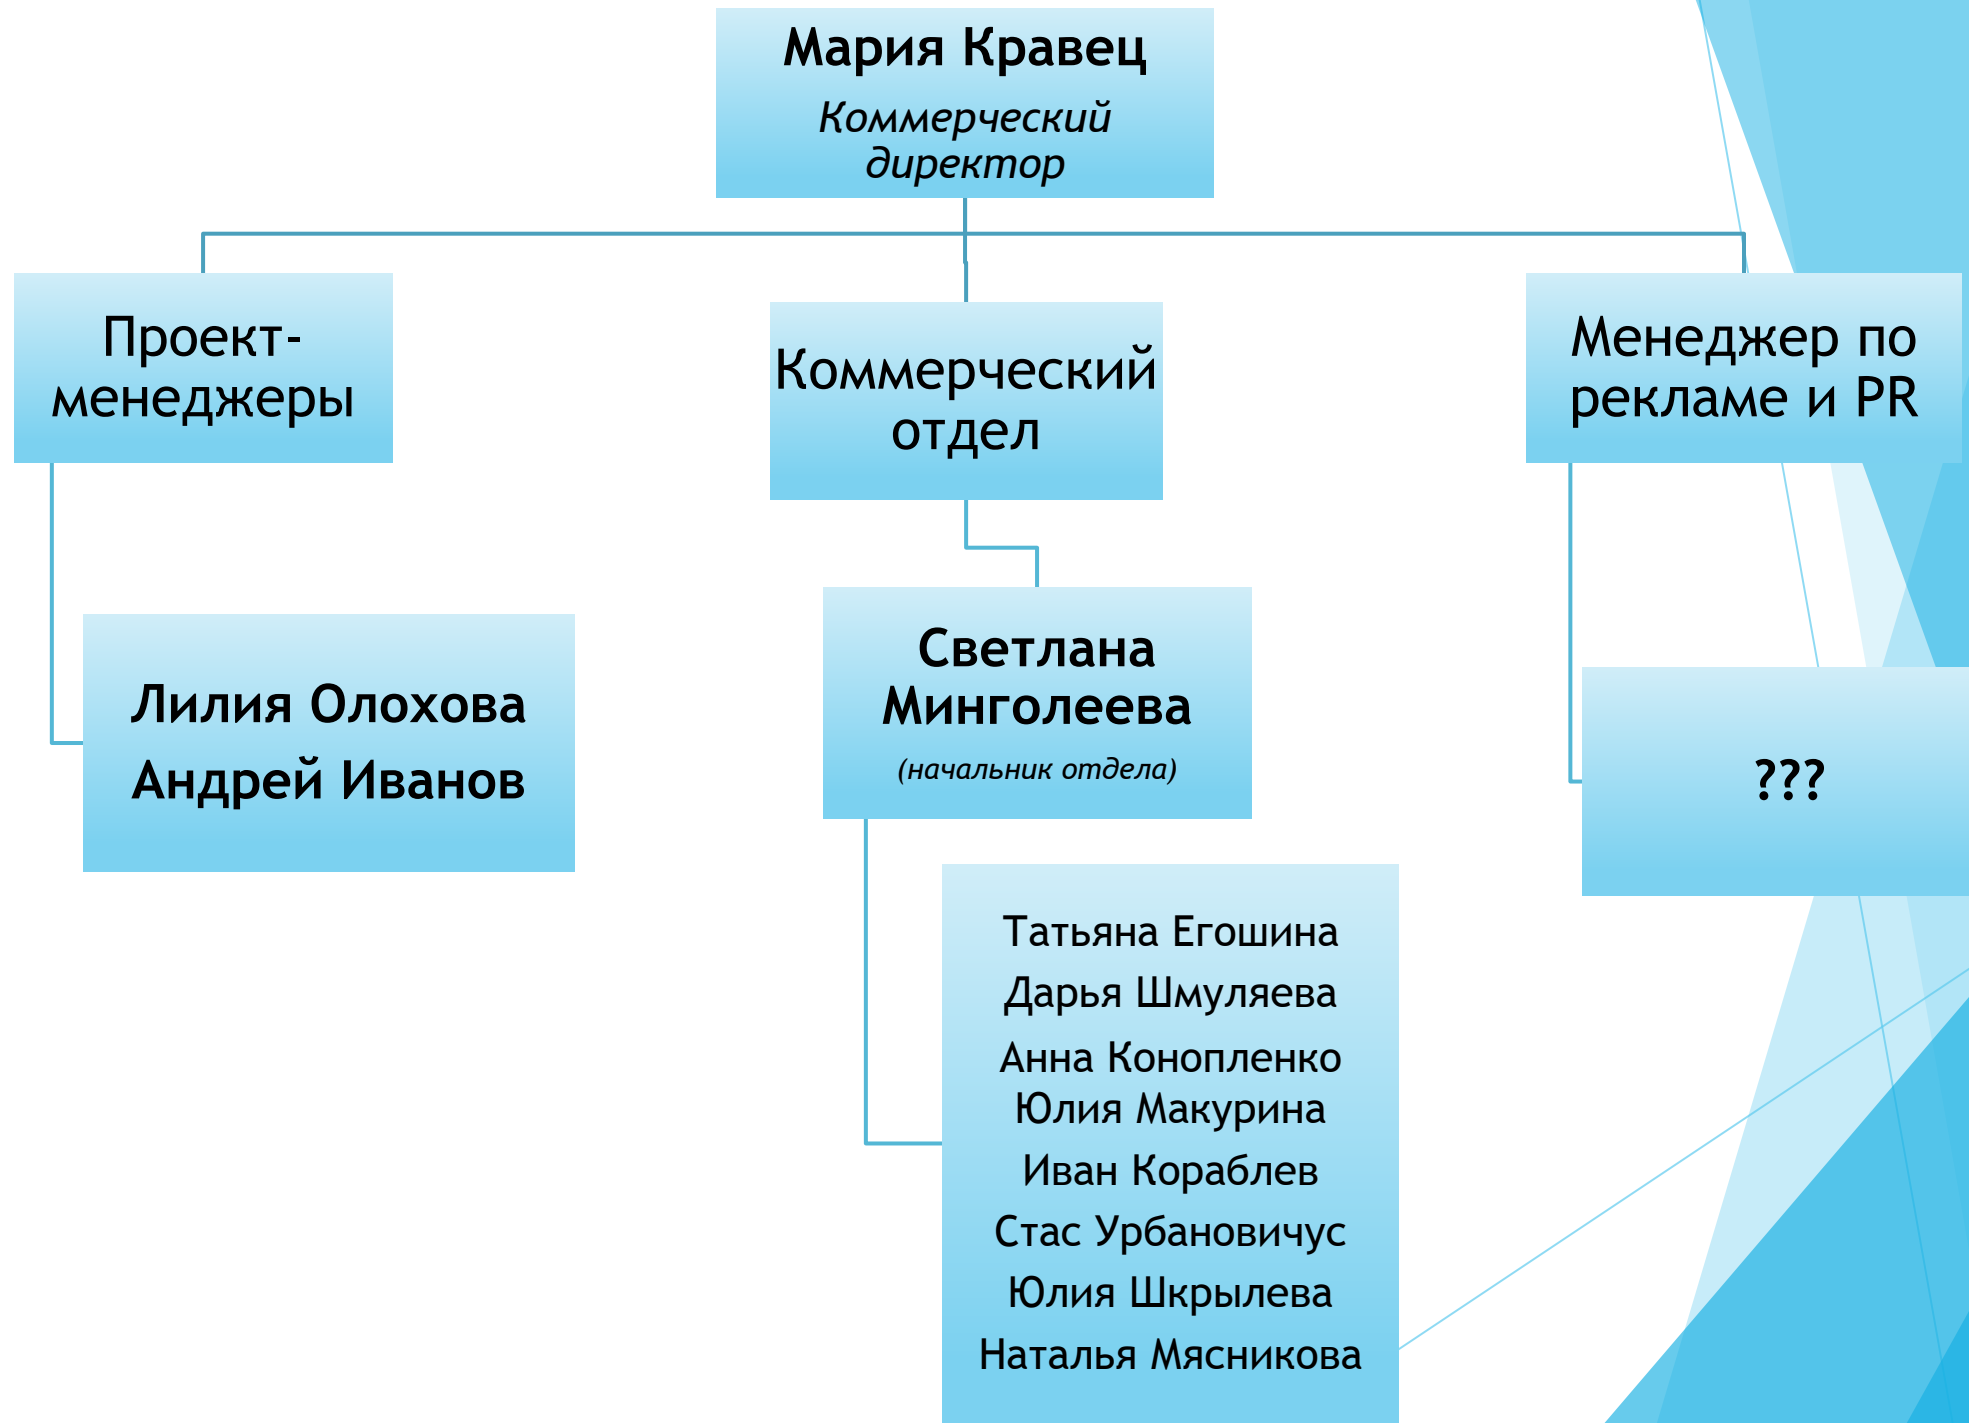 Мария Кравец
Коммерческий
директор
Проект-
менеджеры
Коммерческий
отдел
Менеджер по
рекламе и PR
Лилия Олохова
Андрей Иванов
Светлана
Минголеева
(начальник отдела)
???
Татьяна Егошина
Дарья Шмуляева
Анна Конопленко
Юлия Макурина
Иван Кораблев
Стас Урбановичус
Юлия Шкрылева
Наталья Мясникова